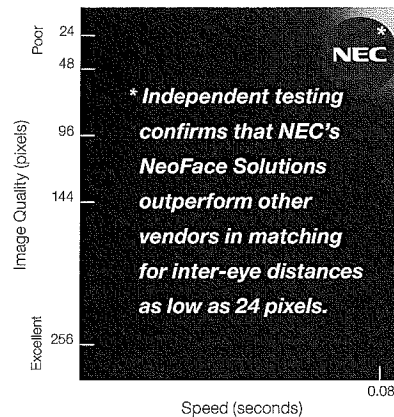 Poor
24
48
96
144
256
Excellent
Image Quality (pixels)
*
NEC
* Independent testing
confirms that NEC's
NeoFace Solutions
outperform other
vendors in matching
for inter-eye distances
as low as 24 pixels.
0.08
Speed (seconds)